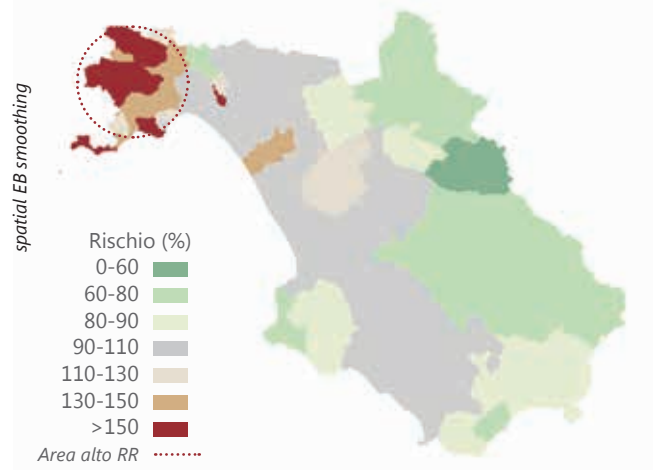 spatial EB smoothing
Rischio (%)
0-60
60-80
80-90
90-110
110-130
130-150
>150
Area alto RR